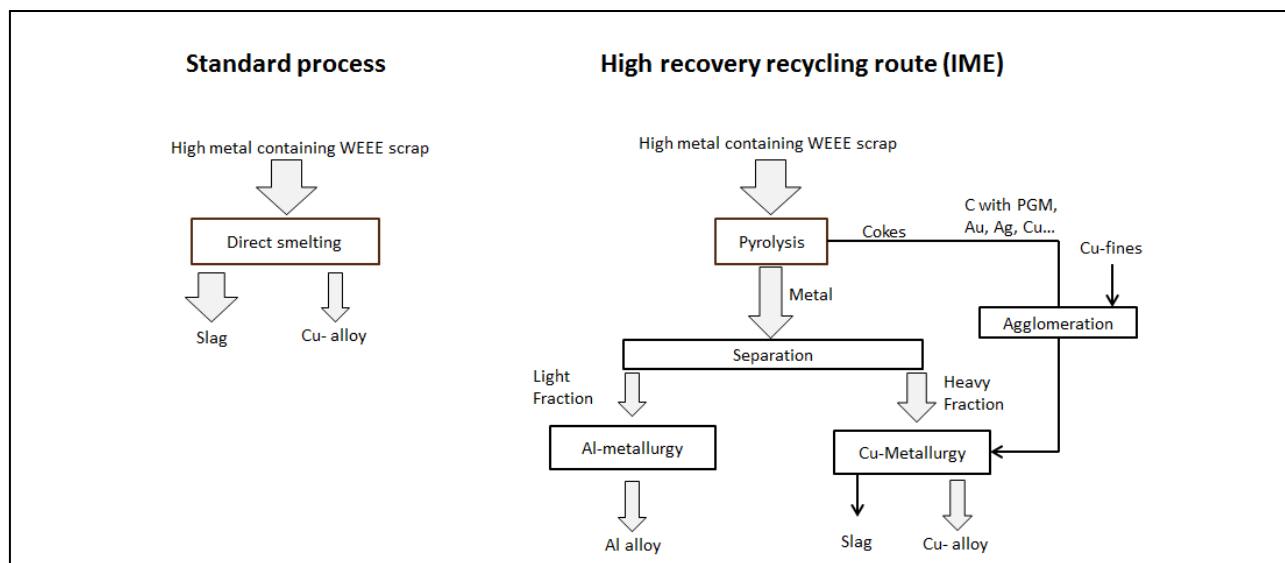 Standard process
High recovery recycling route (IME)
High metal containing WEEE scrap
Direct smelting
Slag
Cu- alloy
High metal containing WEEE scrap
Pyrolysis
Cokes
C with PGM,
Au, Ag, Cu...
Cu-fines
Metal
Agglomeration
Separation
Light
Fraction
Heavy
Fraction
Al-metallurgy
Cu-Metallurgy
Al alloy
Slag
Cu- alloy